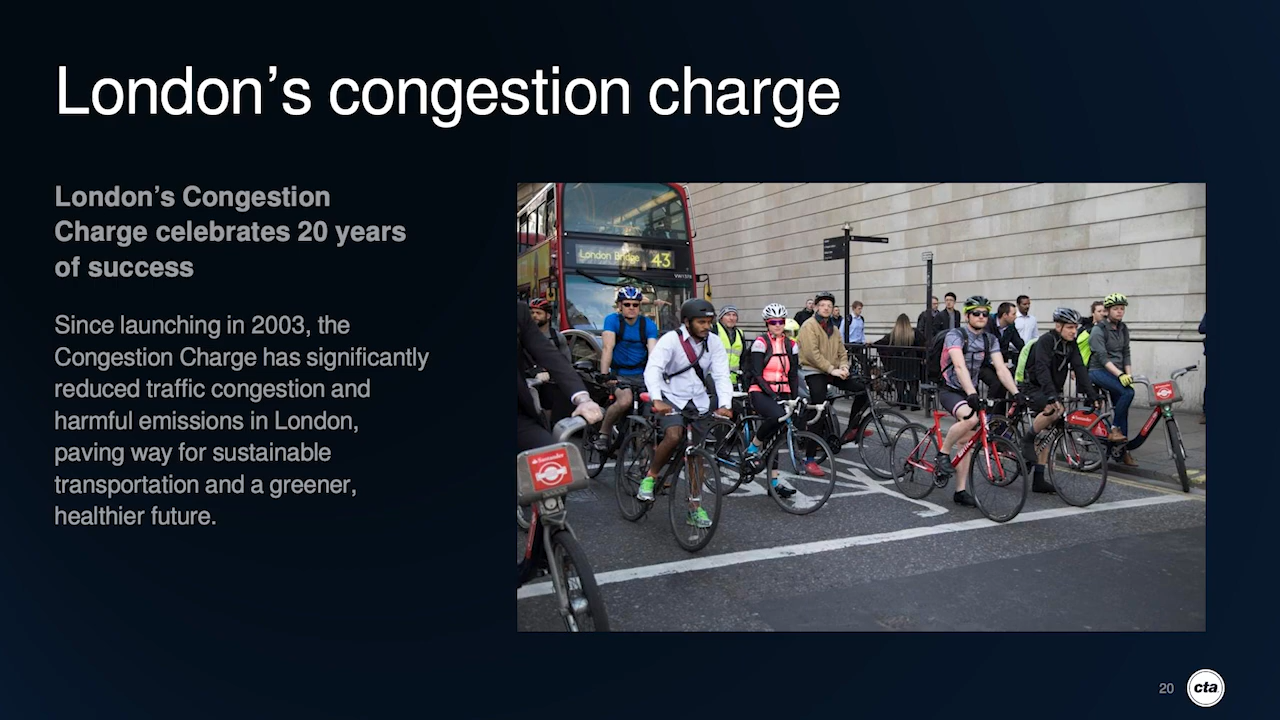 London’s congestion charge
London’s Congestion
Charge celebrates 20 years
of success
Since launching in 2003, the
Congestion Charge has significantly
reduced traffic congestion and
harmful emissions in London,
paving way for sustainable
transportation and a greener,
healthier future.
London Bridge 43
Santander
20
cta